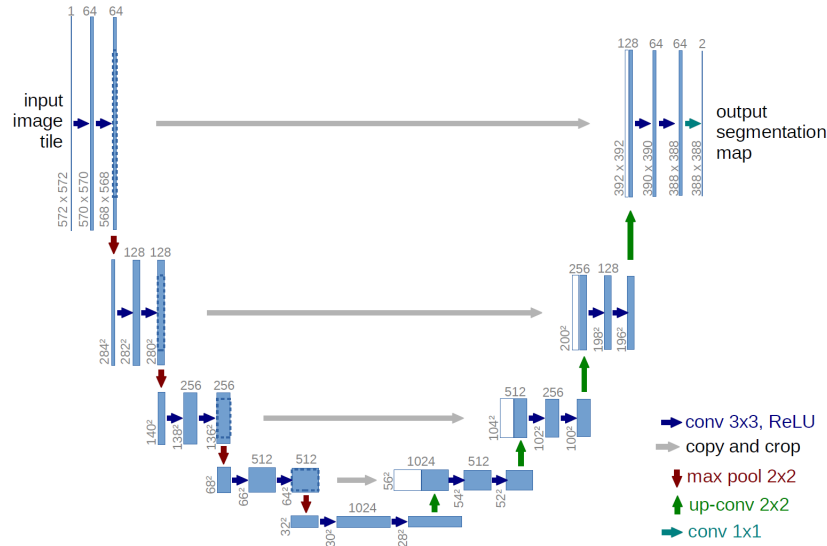 1 64 64
input
image
tile
572 x 572
570 x 570
568 x 568
128 64 64 2
output
segmentation
map
392 x 392
390 x 390
388 x 388
388 x 388
128 128
284²
282²
280²
256 128
200²
198²
196²
256 256
140²
138²
136²
512 256
104²
102²
100²
512 512
68²
66²
64²
1024 512
56²
54²
52²
1024
32²
30²
28²
conv 3x3, ReLU
copy and crop
max pool 2x2
up-conv 2x2
conv 1x1